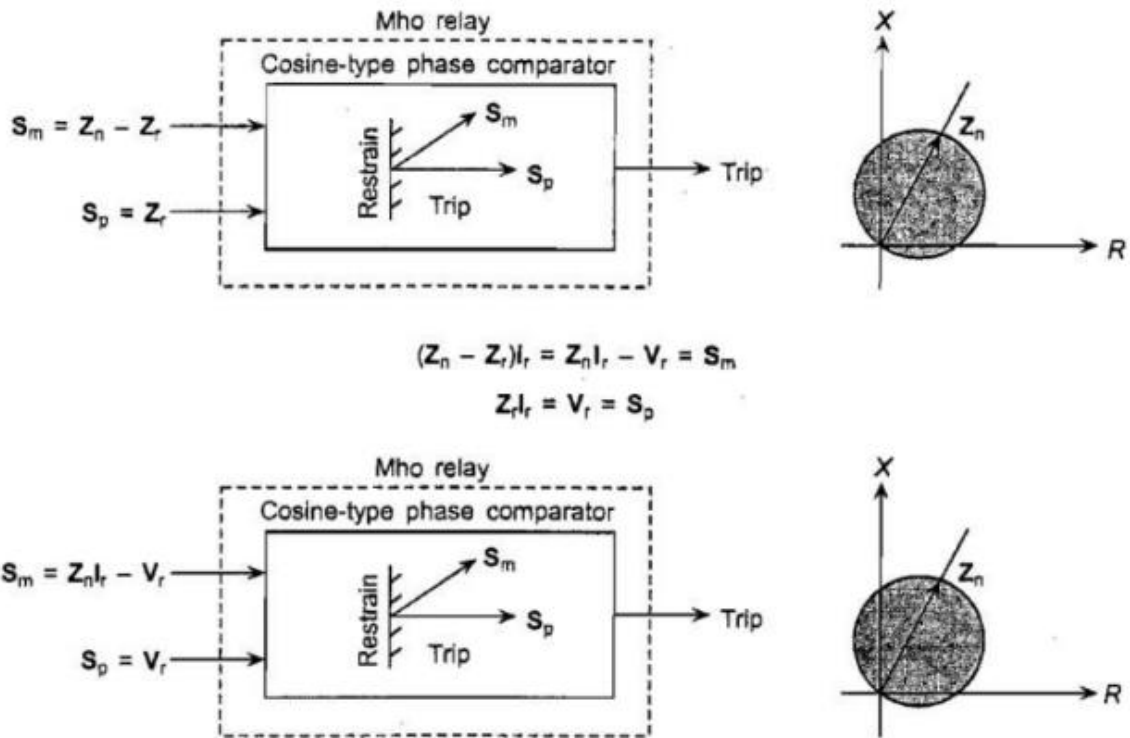 Mho relay
Cosine-type phase comparator
X
Sm = Zn − Zr
Restrain
Sm
Sp
Trip
Trip
Sp = Zr
Zn
R
(Zn − Zr)Ir = ZnIr − Vr = Sm
ZrIr = Vr = Sp
Mho relay
Cosine-type phase comparator
X
Sm = ZnIr − Vr
Restrain
Sm
Sp
Trip
Trip
Sp = Vr
Zn
R